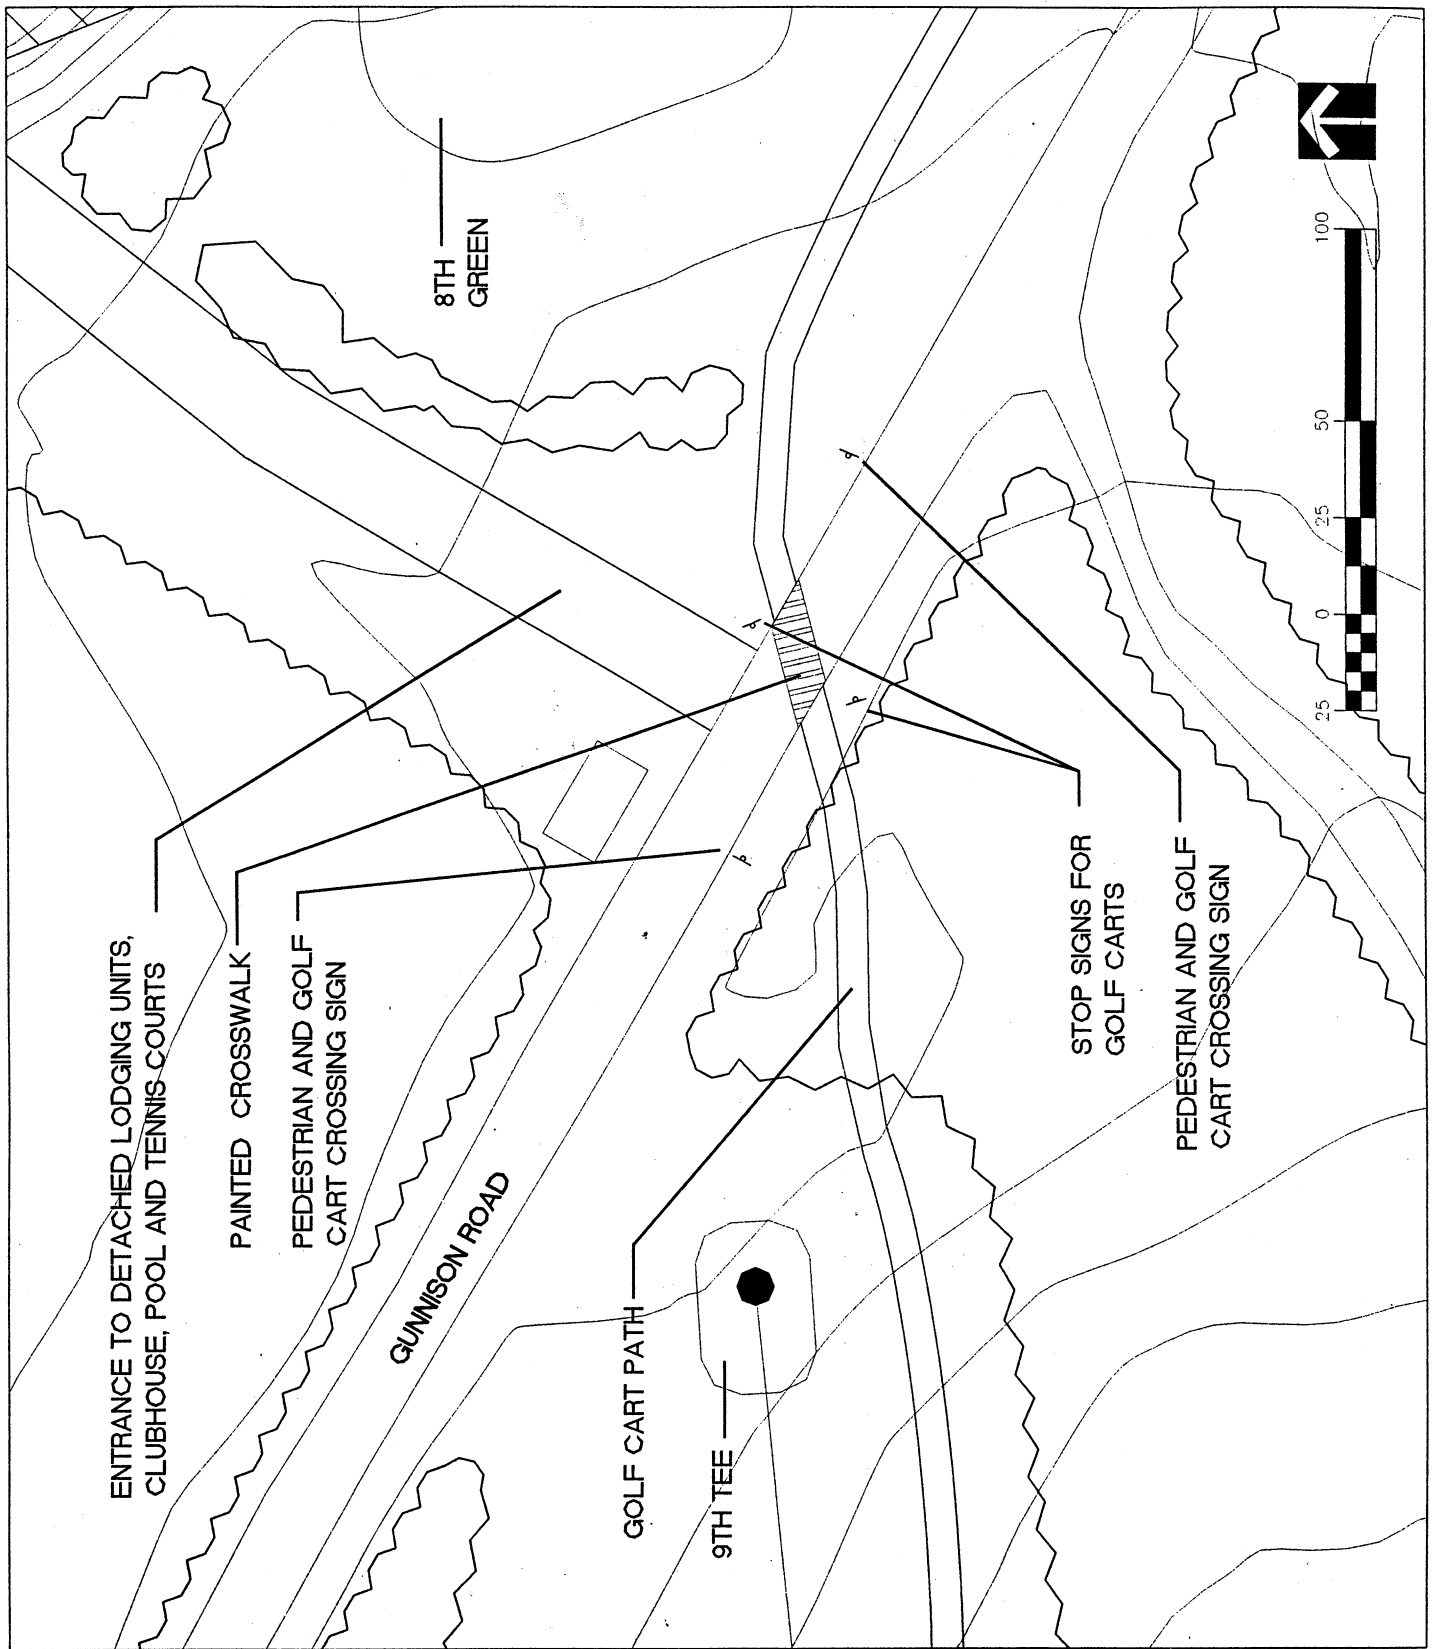 ENTRANCE TO DETACHED LODGING UNITS,
CLUBHOUSE, POOL AND TENNIS COURTS
PAINTED CROSSWALK
PEDESTRIAN AND GOLF
CART CROSSING SIGN
GUNNISON ROAD
8TH
GREEN
GOLF CART PATH
9TH TEE
STOP SIGNS FOR
GOLF CARTS
PEDESTRIAN AND GOLF
CART CROSSING SIGN
25 0 25 50 100